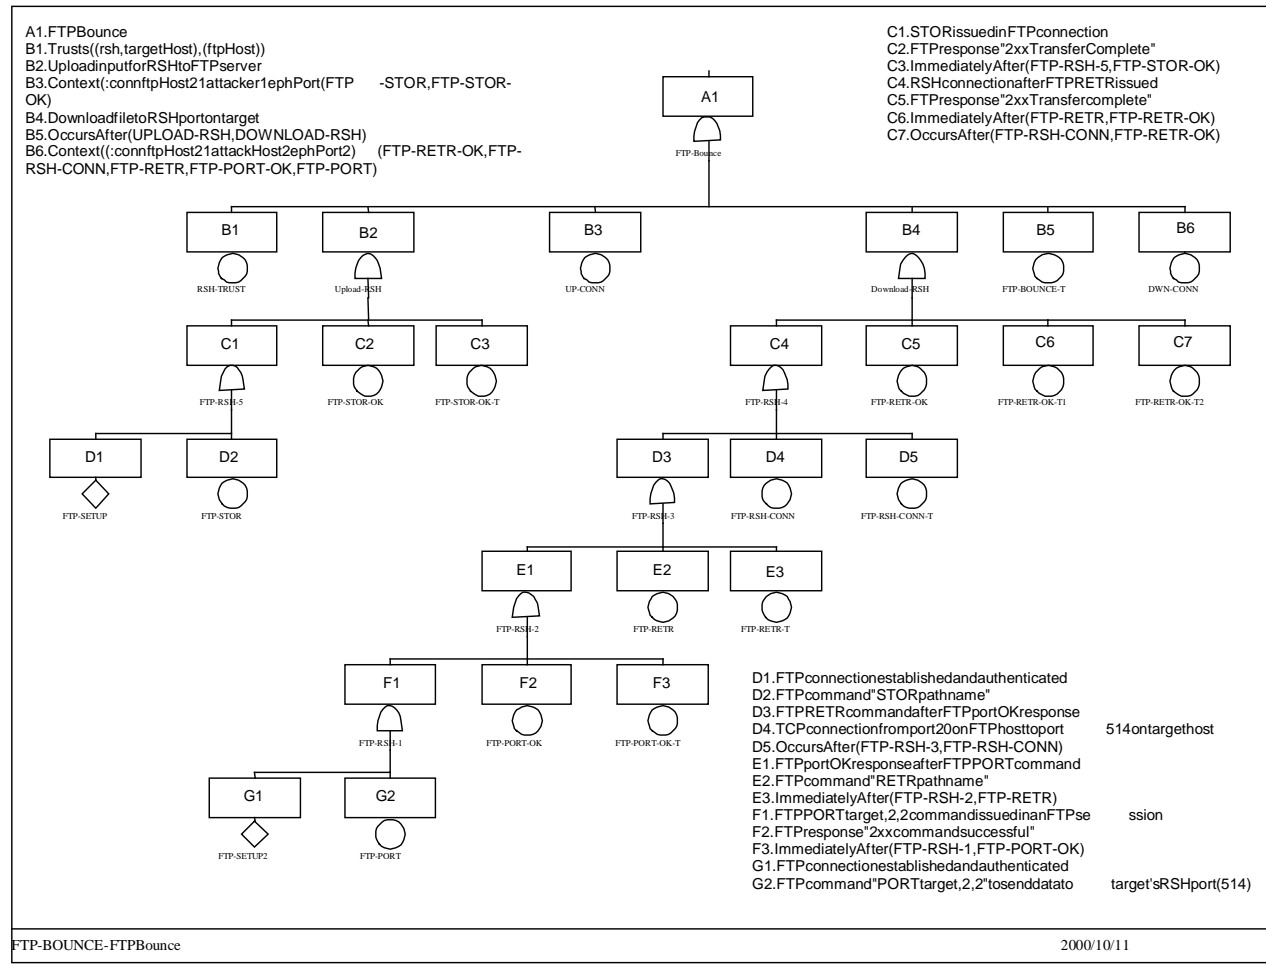 A1.FTPBounce
B1.Trusts((rsh,targetHost),(ftpHost))
B2.UploadinputforRSHtoFTPserver
B3.Context(:connftpHost21attacker1ephPort(FTP -STOR,FTP-STOR-
OK)
B4.DownloadfiletoRSHportontarget
B5.OccursAfter(UPLOAD-RSH,DOWNLOAD-RSH)
B6.Context((:connftpHost21attackHost2ephPort2) (FTP-RETR-OK,FTP-
RSH-CONN,FTP-RETR,FTP-PORT-OK,FTP-PORT)
C1.STORissuedinFTPconnection
C2.FTPresponse"2xxTransferComplete"
C3.ImmediatelyAfter(FTP-RSH-5,FTP-STOR-OK)
C4.RSHconnectionafterFTPRETRissued
C5.FTPresponse"2xxTransfercomplete"
C6.ImmediatelyAfter(FTP-RETR,FTP-RETR-OK)
C7.OccursAfter(FTP-RSH-CONN,FTP-RETR-OK)
A1
FTP-Bounce
B1 B2 B3 B4 B5 B6
RSH-TRUST Upload-RSH UP-CONN Download-RSH FTP-BOUNCE-T DWN-CONN
C1 C2 C3 C4 C5 C6 C7
FTP-RSH-5 FTP-STOR-OK FTP-STOR-OK-T FTP-RSH-4 FTP-RETR-OK FTP-RETR-OK-T1 FTP-RETR-OK-T2
D1 D2 D3 D4 D5
FTP-SETUP FTP-STOR FTP-RSH-3 FTP-RSH-CONN FTP-RSH-CONN-T
E1 E2 E3
FTP-RSH-2 FTP-RETR FTP-RETR-T
F1 F2 F3
FTP-RSH-1 FTP-PORT-OK FTP-PORT-OK-T
G1 G2
FTP-SETUP2 FTP-PORT
D1.FTPconnectionestablishedandauthenticated
D2.FTPcommand"STORpathname"
D3.FTPRETRcommandafterFTPportOKresponse
D4.TCPconnectionfromport20onFTPhosttoport 514ontargethost
D5.OccursAfter(FTP-RSH-3,FTP-RSH-CONN)
E1.FTPportOKresponseafterFTPPORTcommand
E2.FTPcommand"RETRpathname"
E3.ImmediatelyAfter(FTP-RSH-2,FTP-RETR)
F1.FTPPORTtarget,2,2commandissuedinanFTPse ssion
F2.FTPresponse"2xxcommandsuccessful"
F3.ImmediatelyAfter(FTP-RSH-1,FTP-PORT-OK)
G1.FTPconnectionestablishedandauthenticated
G2.FTPcommand"PORTtarget,2,2"tosenddatato target'sRSHport(514)
FTP-BOUNCE-FTPBounce 2000/10/11